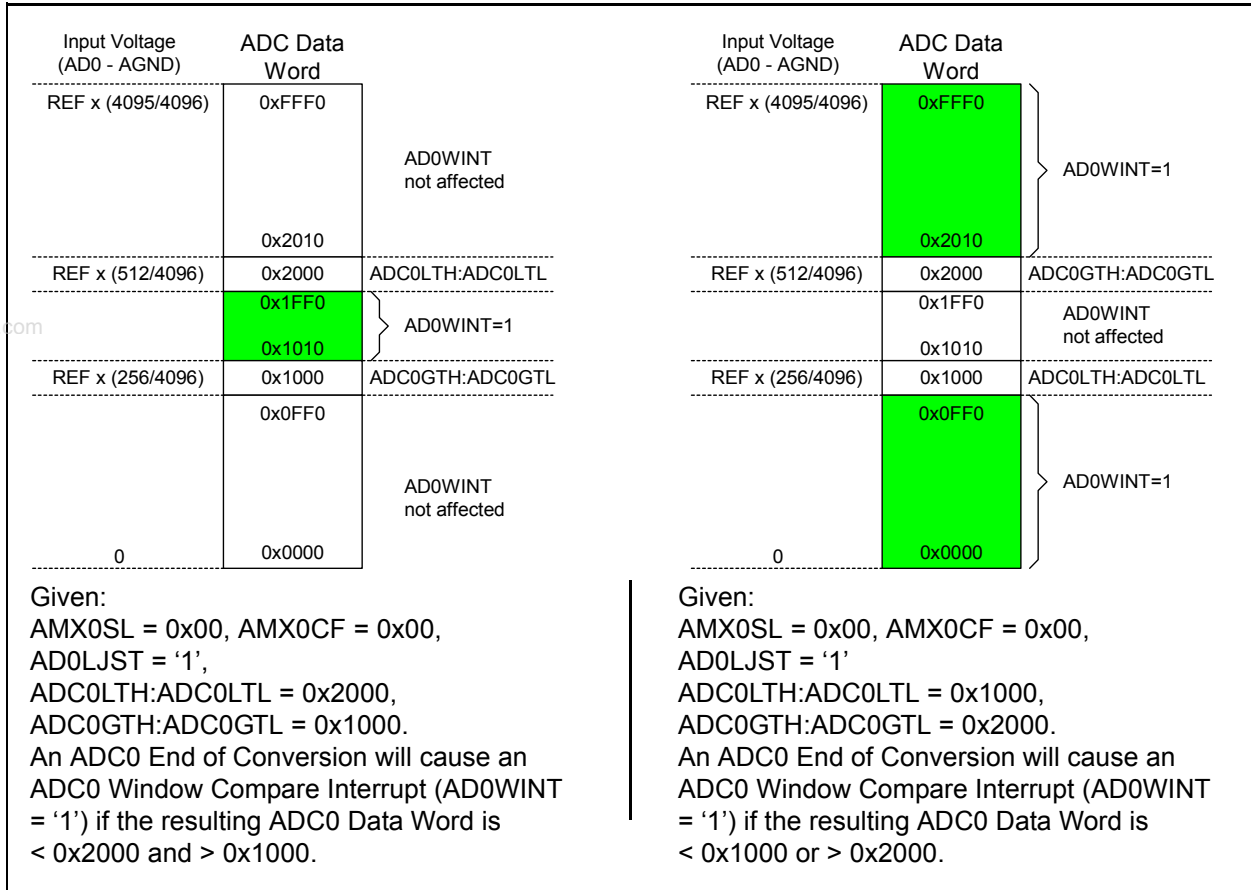 Input Voltage
(AD0 - AGND)
ADC Data
Word
REF x (4095/4096)
0xFFF0
AD0WINT
not affected
0x2010
REF x (512/4096)
0x2000
ADC0LTH:ADC0LTL
0x1FF0
AD0WINT=1
0x1010
REF x (256/4096)
0x1000
ADC0GTH:ADC0GTL
0x0FF0
AD0WINT
not affected
0
0x0000
Given:
AMX0SL = 0x00, AMX0CF = 0x00,
AD0LJST = ‘1’,
ADC0LTH:ADC0LTL = 0x2000,
ADC0GTH:ADC0GTL = 0x1000.
An ADC0 End of Conversion will cause an
ADC0 Window Compare Interrupt (AD0WINT
= ‘1’) if the resulting ADC0 Data Word is
< 0x2000 and > 0x1000.
Input Voltage
(AD0 - AGND)
ADC Data
Word
REF x (4095/4096)
0xFFF0
AD0WINT=1
0x2010
REF x (512/4096)
0x2000
ADC0GTH:ADC0GTL
0x1FF0
AD0WINT
not affected
0x1010
REF x (256/4096)
0x1000
ADC0LTH:ADC0LTL
0x0FF0
AD0WINT=1
0
0x0000
Given:
AMX0SL = 0x00, AMX0CF = 0x00,
AD0LJST = ‘1’
ADC0LTH:ADC0LTL = 0x1000,
ADC0GTH:ADC0GTL = 0x2000.
An ADC0 End of Conversion will cause an
ADC0 Window Compare Interrupt (AD0WINT
= ‘1’) if the resulting ADC0 Data Word is
< 0x1000 or > 0x2000.
.com